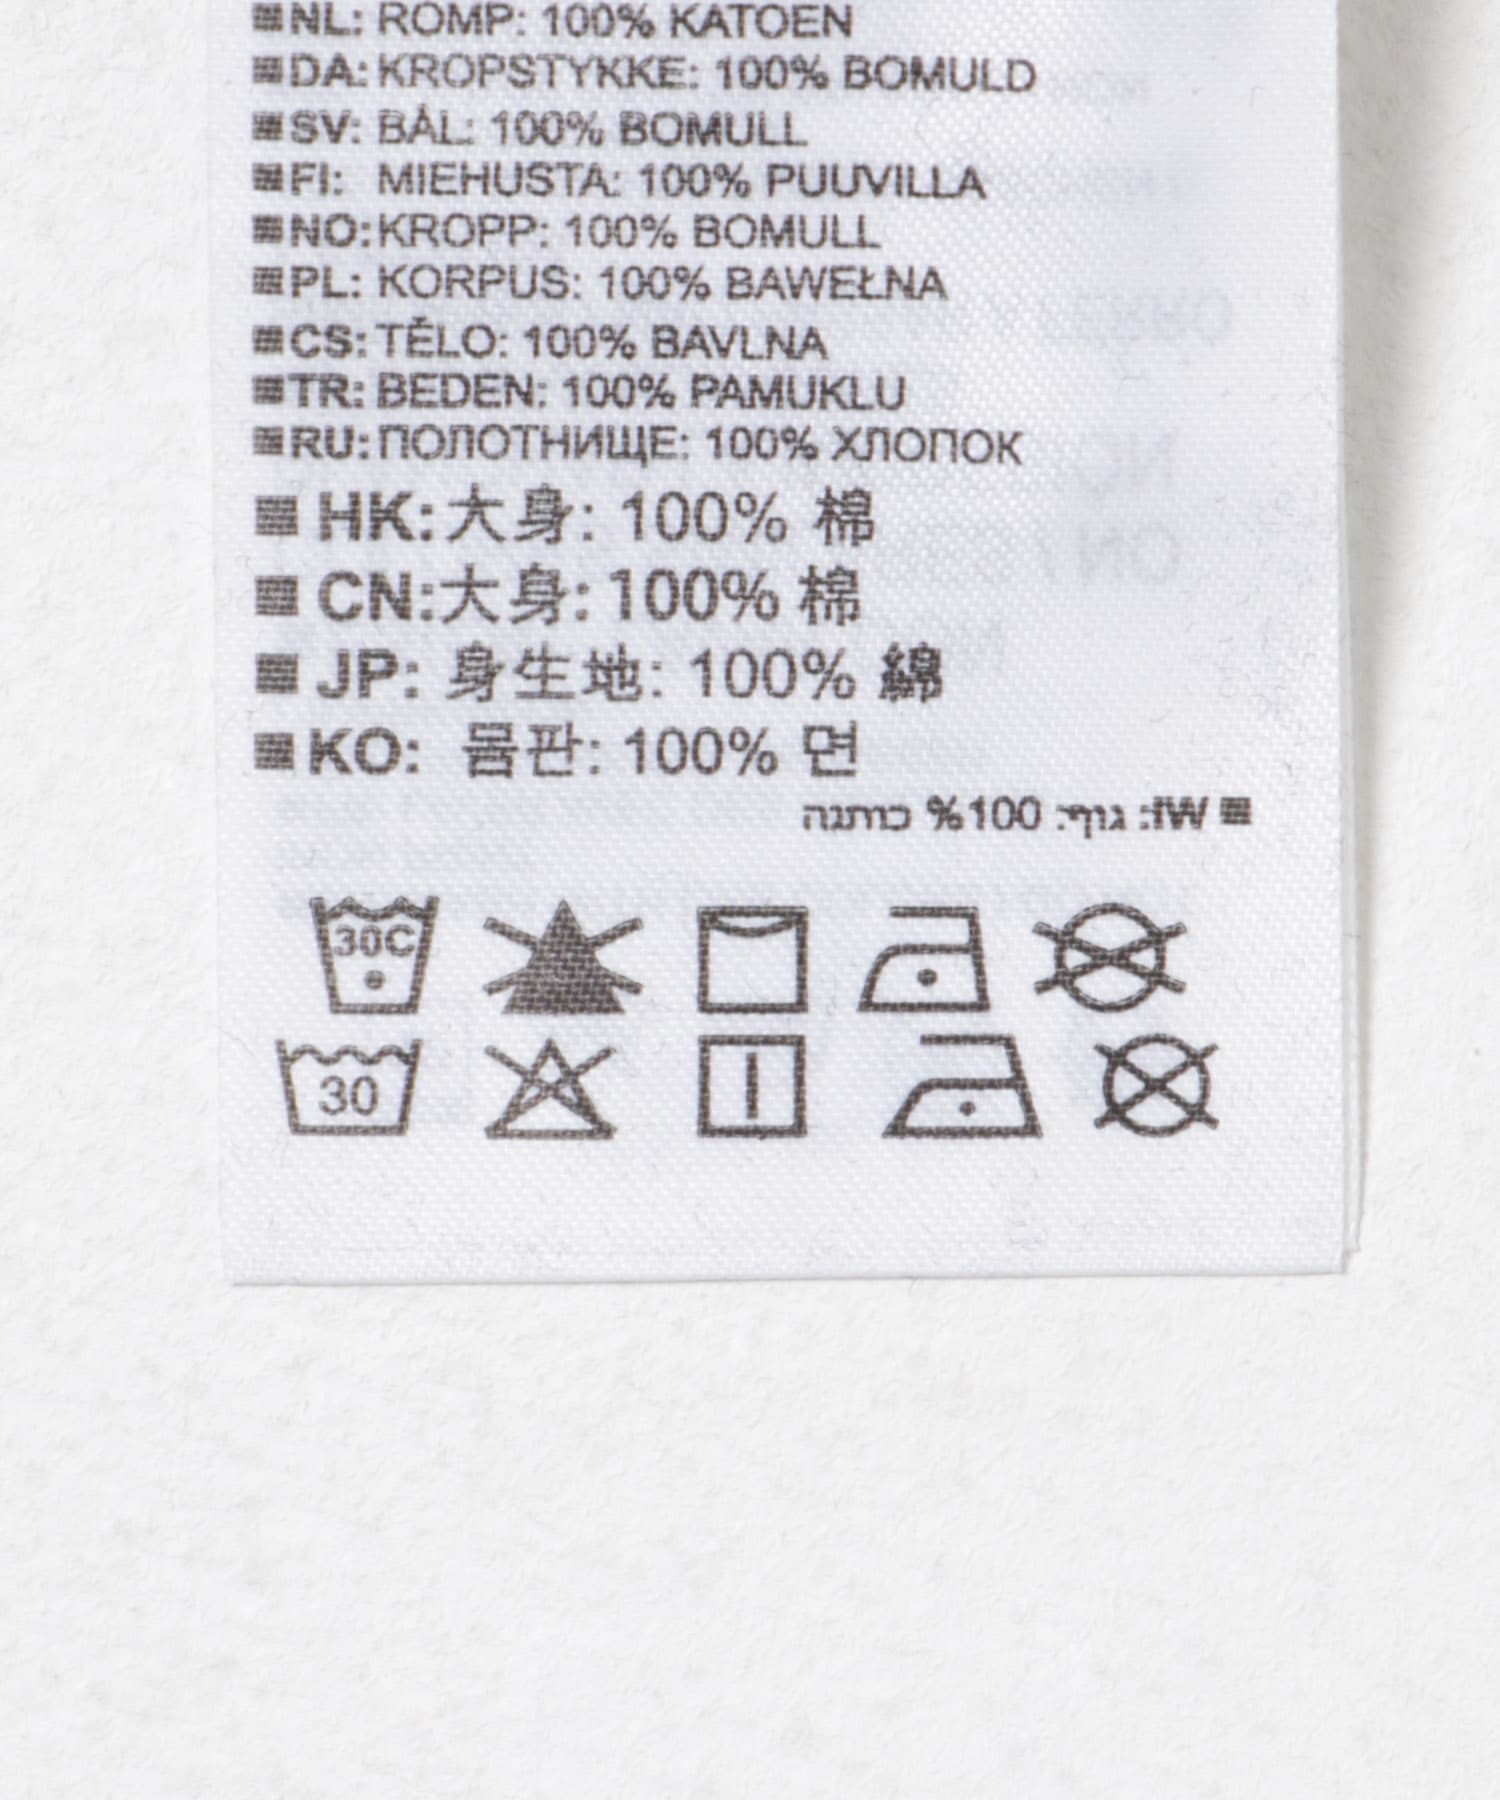 NL: ROMP: 100% KATOEN
DA: KROPSTYKKE: 100% BOMULD
SV: BÅL: 100% BOMULL
FI: MIEHUSTA: 100% PUUVILLA
NO: KROPP: 100% BOMULL
PL: KORPUS: 100% BAWEŁNA
CS: TĚLO: 100% BAVLNA
TR: BEDEN: 100% PAMUKLU
RU: ПОЛОТНИЩЕ: 100% ХЛОПОК
HK: 大身: 100% 棉
CN: 大身: 100% 棉
JP: 身生地: 100% 綿
KO: 몸판: 100% 면
IW: גוף: 100% כותנה
30C
30